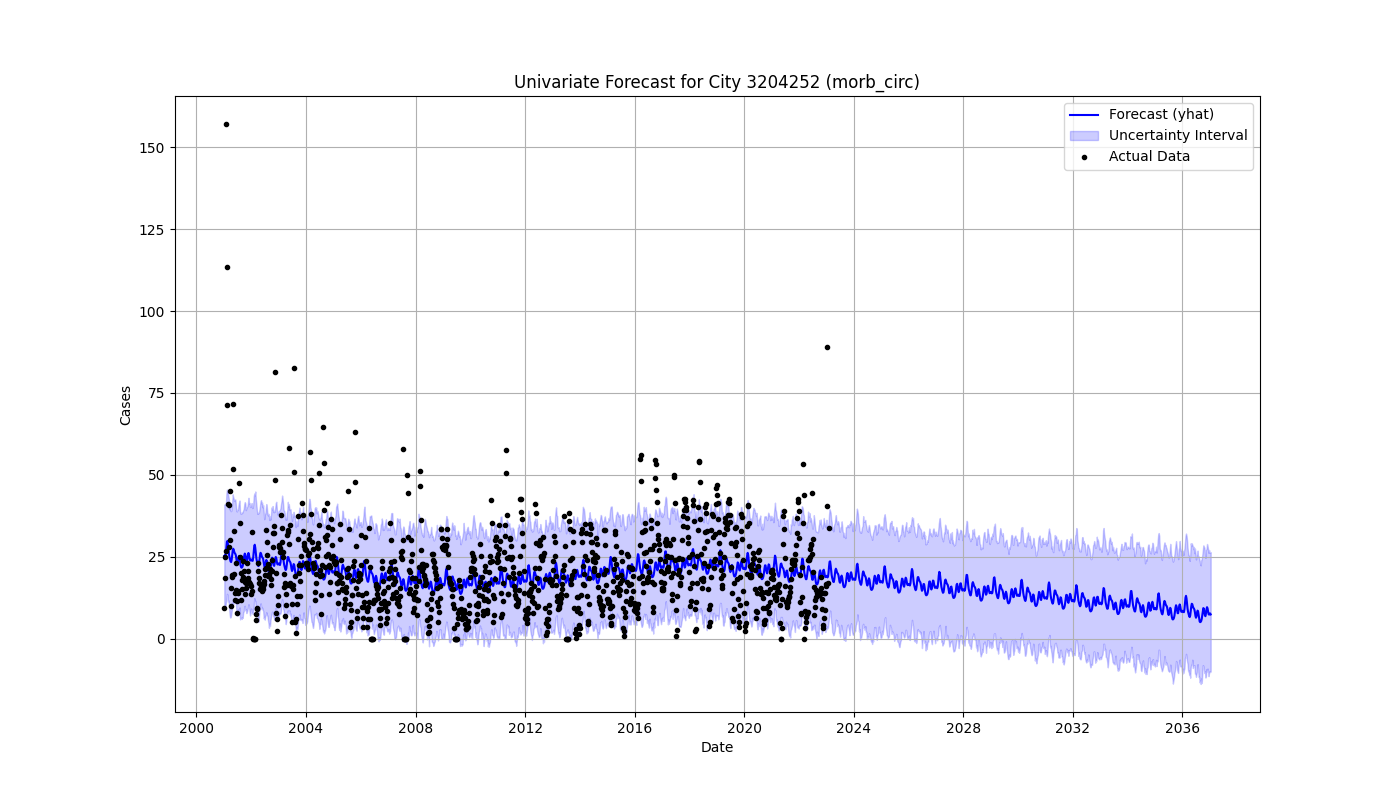 Univariate Forecast for City 3204252 (morb_circ)
Forecast (yhat)
Uncertainty Interval
Actual Data
Cases
150
125
100
75
50
25
0
2000 2004 2008 2012 2016 2020 2024 2028 2032 2036
Date